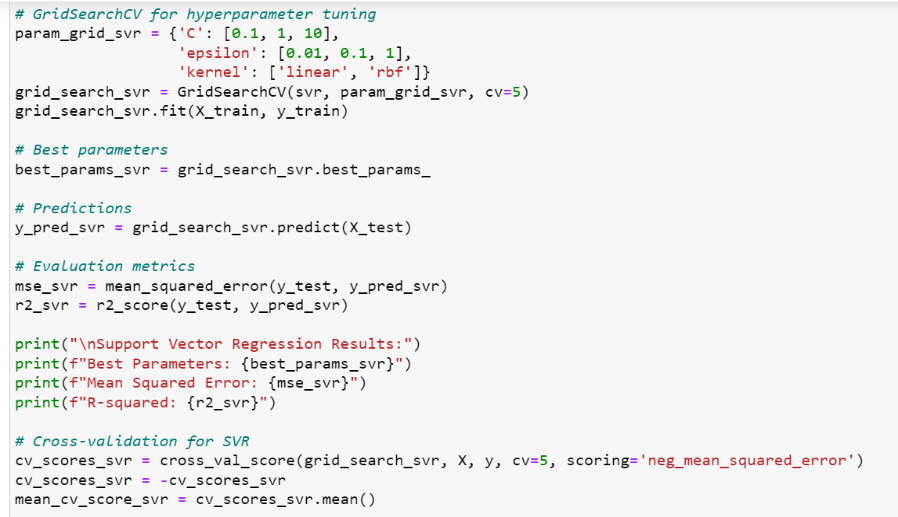 # GridSearchCV for hyperparameter tuning
param_grid_svr = {'C': [0.1, 1, 10],
                  'epsilon': [0.01, 0.1, 1],
                  'kernel': ['linear', 'rbf']}
grid_search_svr = GridSearchCV(svr, param_grid_svr, cv=5)
grid_search_svr.fit(X_train, y_train)

# Best parameters
best_params_svr = grid_search_svr.best_params_

# Predictions
y_pred_svr = grid_search_svr.predict(X_test)

# Evaluation metrics
mse_svr = mean_squared_error(y_test, y_pred_svr)
r2_svr = r2_score(y_test, y_pred_svr)

print("\nSupport Vector Regression Results:")
print(f"Best Parameters: {best_params_svr}")
print(f"Mean Squared Error: {mse_svr}")
print(f"R-squared: {r2_svr}")

# Cross-validation for SVR
cv_scores_svr = cross_val_score(grid_search_svr, X, y, cv=5, scoring='neg_mean_squared_error')
cv_scores_svr = -cv_scores_svr
mean_cv_score_svr = cv_scores_svr.mean()